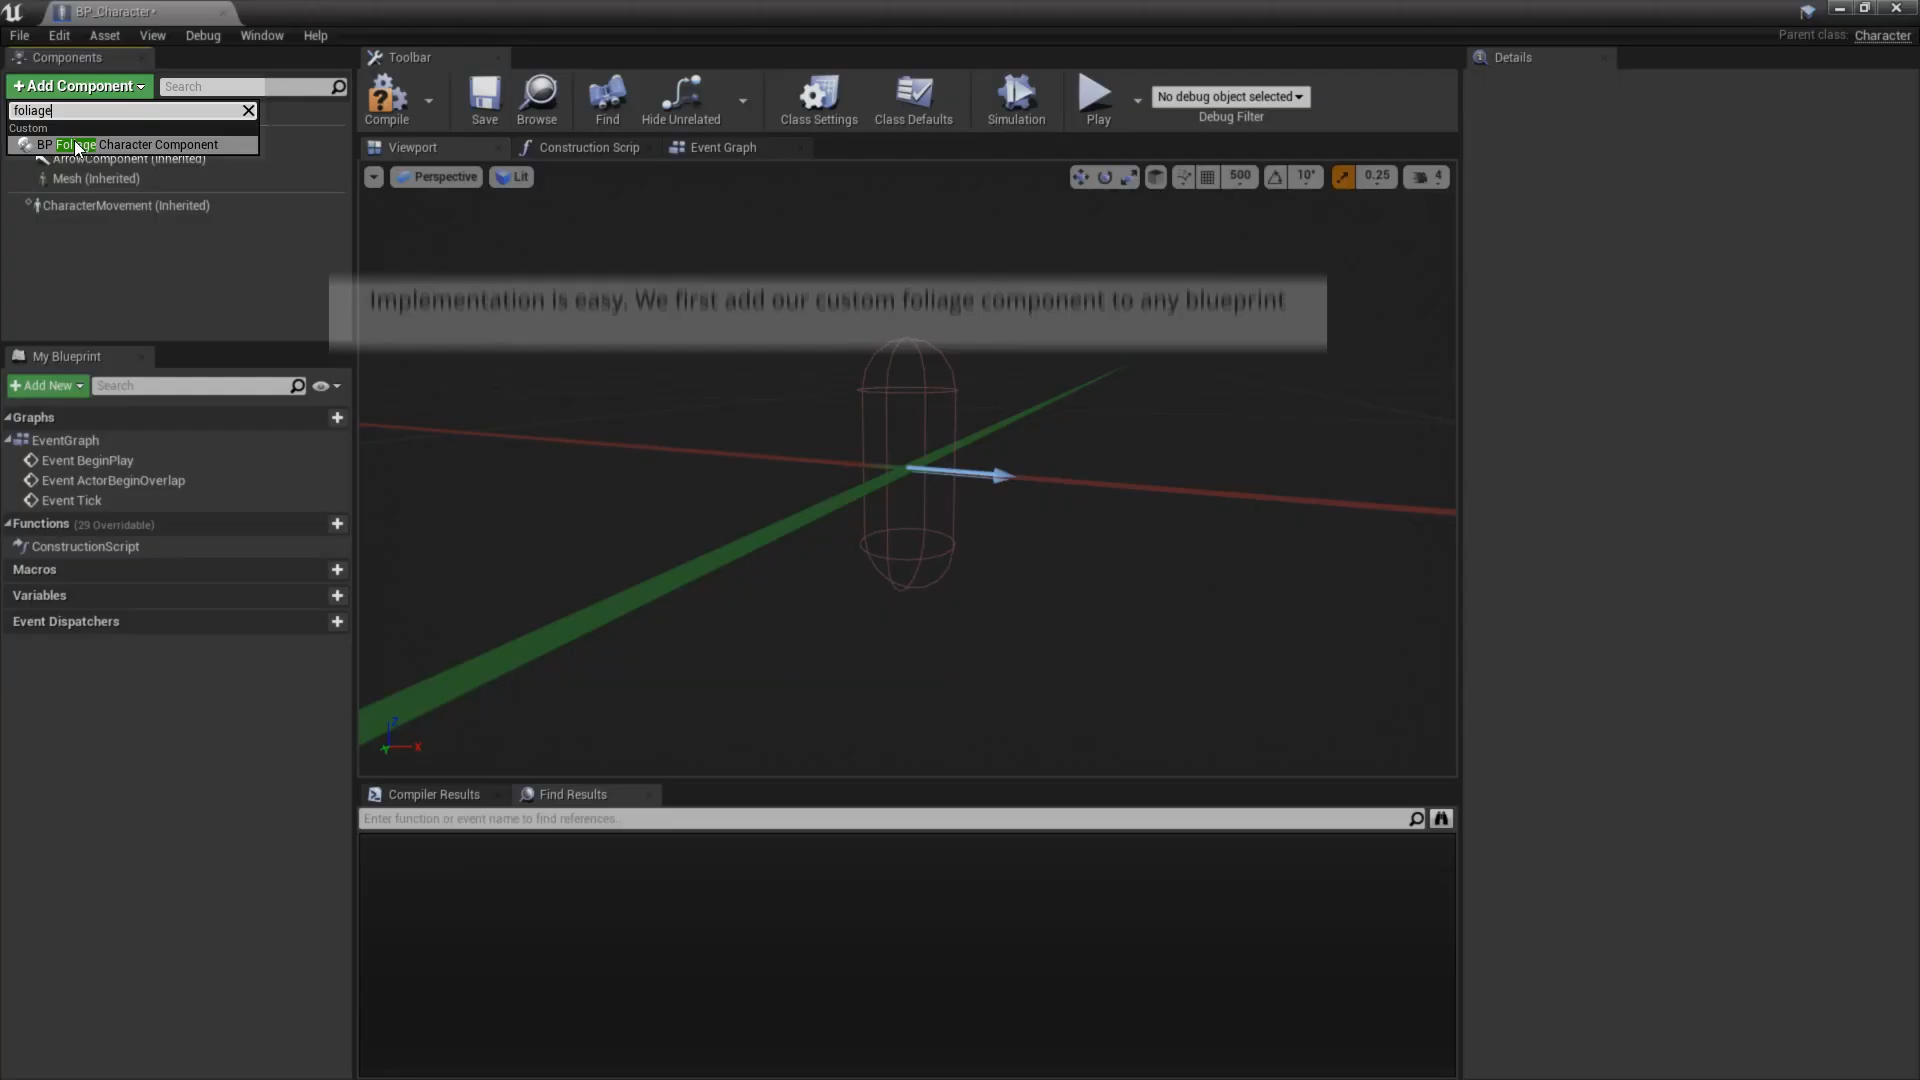 BP_Character*
File Edit Asset View Debug Window Help
Parent class: Character
Components
+Add Component
Search
foliage
Custom
BP Foliage Character Component
ArrowComponent (Inherited)
Mesh (Inherited)
CharacterMovement (Inherited)
My Blueprint
+Add New
Search
Graphs
EventGraph
Event BeginPlay
Event ActorBeginOverlap
Event Tick
Functions (29 Overridable)
ConstructionScript
Macros
Variables
Event Dispatchers
Toolbar
Compile Save Browse Find Hide Unrelated Class Settings Class Defaults Simulation Play
No debug object selected
Debug Filter
Viewport Construction Scrip Event Graph
Perspective Lit 500 10° 0.25 4
Implementation is easy. We first add our custom foliage component to any blueprint
Z
Y X
Compiler Results Find Results
Enter function or event name to find references..
Details